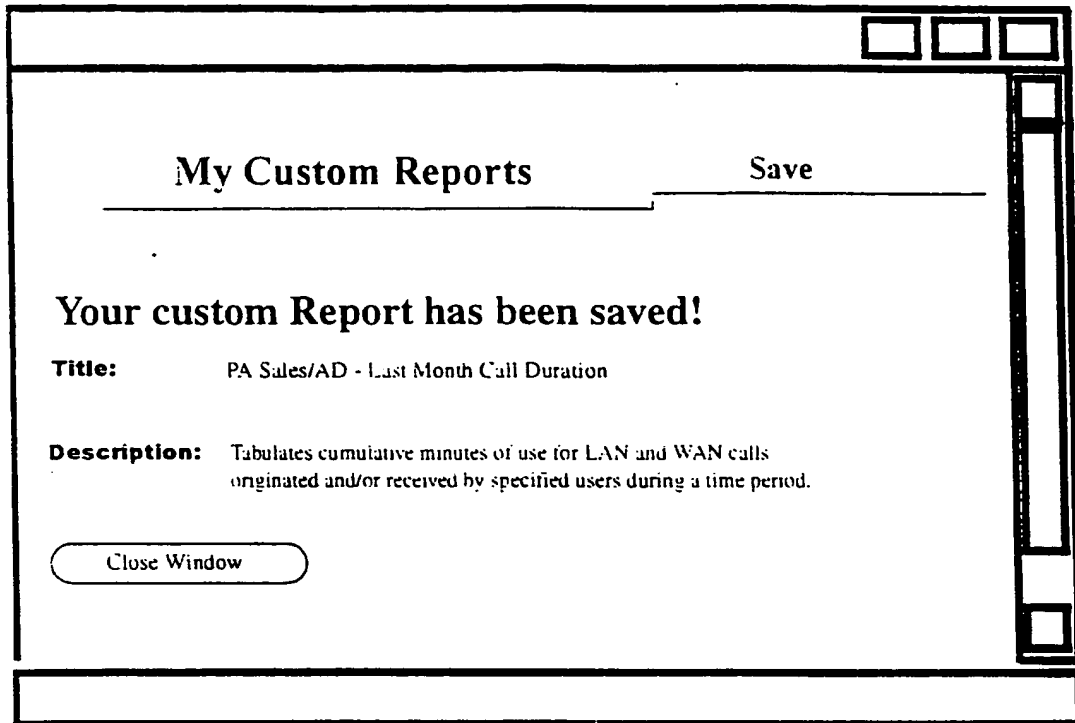 My Custom Reports Save
Your custom Report has been saved!
Title: PA Sales/AD - Last Month Call Duration
Description: Tabulates cumulative minutes of use for LAN and WAN calls
originated and/or received by specified users during a time period.
Close Window